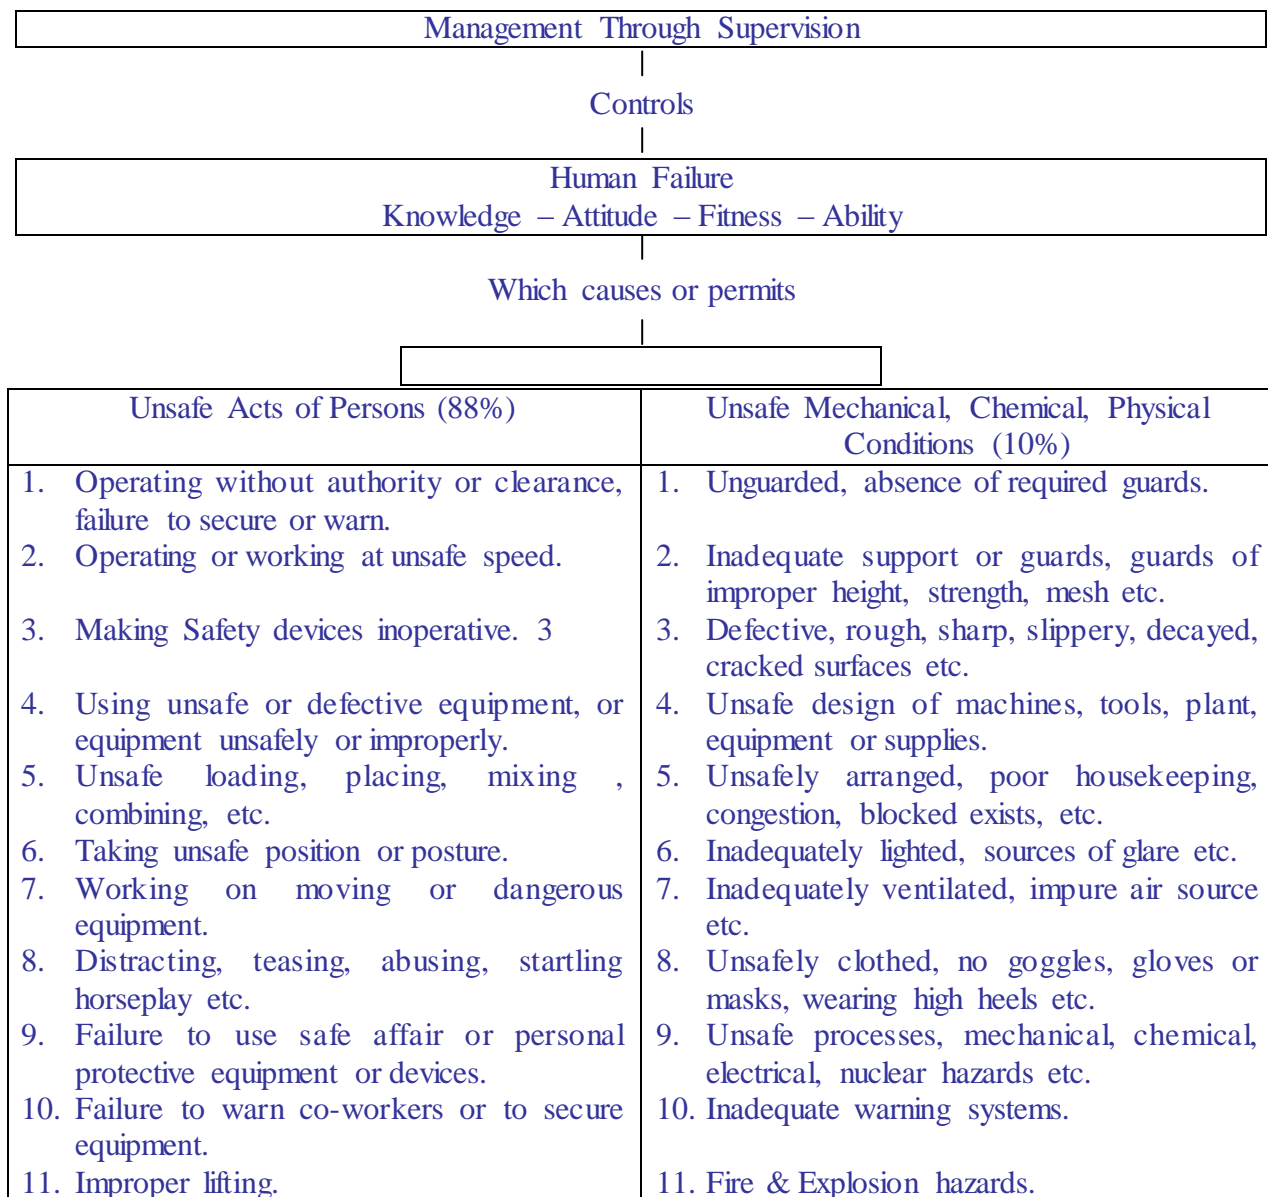 Management Through Supervision
Controls
Human Failure
Knowledge – Attitude – Fitness – Ability
Which causes or permits
Unsafe Acts of Persons (88%)
1. Operating without authority or clearance,
failure to secure or warn.
2. Operating or working at unsafe speed.
3. Making Safety devices inoperative. 3
4. Using unsafe or defective equipment, or
equipment unsafely or improperly.
5. Unsafe loading, placing, mixing ,
combining, etc.
6. Taking unsafe position or posture.
7. Working on moving or dangerous
equipment.
8. Distracting, teasing, abusing, startling
horseplay etc.
9. Failure to use safe affair or personal
protective equipment or devices.
10. Failure to warn co-workers or to secure
equipment.
11. Improper lifting.
Unsafe Mechanical, Chemical, Physical
Conditions (10%)
1. Unguarded, absence of required guards.
2. Inadequate support or guards, guards of
improper height, strength, mesh etc.
3. Defective, rough, sharp, slippery, decayed,
cracked surfaces etc.
4. Unsafe design of machines, tools, plant,
equipment or supplies.
5. Unsafely arranged, poor housekeeping,
congestion, blocked exists, etc.
6. Inadequately lighted, sources of glare etc.
7. Inadequately ventilated, impure air source
etc.
8. Unsafely clothed, no goggles, gloves or
masks, wearing high heels etc.
9. Unsafe processes, mechanical, chemical,
electrical, nuclear hazards etc.
10. Inadequate warning systems.
11. Fire & Explosion hazards.